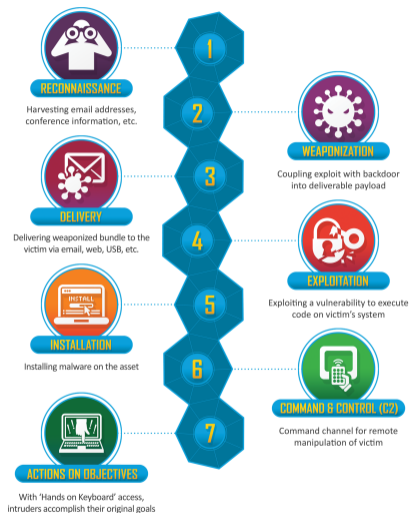 1
RECONNAISSANCE
Harvesting email addresses,
conference information, etc.
2
WEAPONIZATION
Coupling exploit with backdoor
into deliverable payload
3
DELIVERY
Delivering weaponized bundle to the
victim via email, web, USB, etc.
4
EXPLOITATION
Exploiting a vulnerability to execute
code on victim's system
5
INSTALL
INSTALLATION
Installing malware on the asset
6
COMMAND & CONTROL (C2)
Command channel for remote
manipulation of victim
7
ACTIONS ON OBJECTIVES
With 'Hands on Keyboard' access,
intruders accomplish their original goals